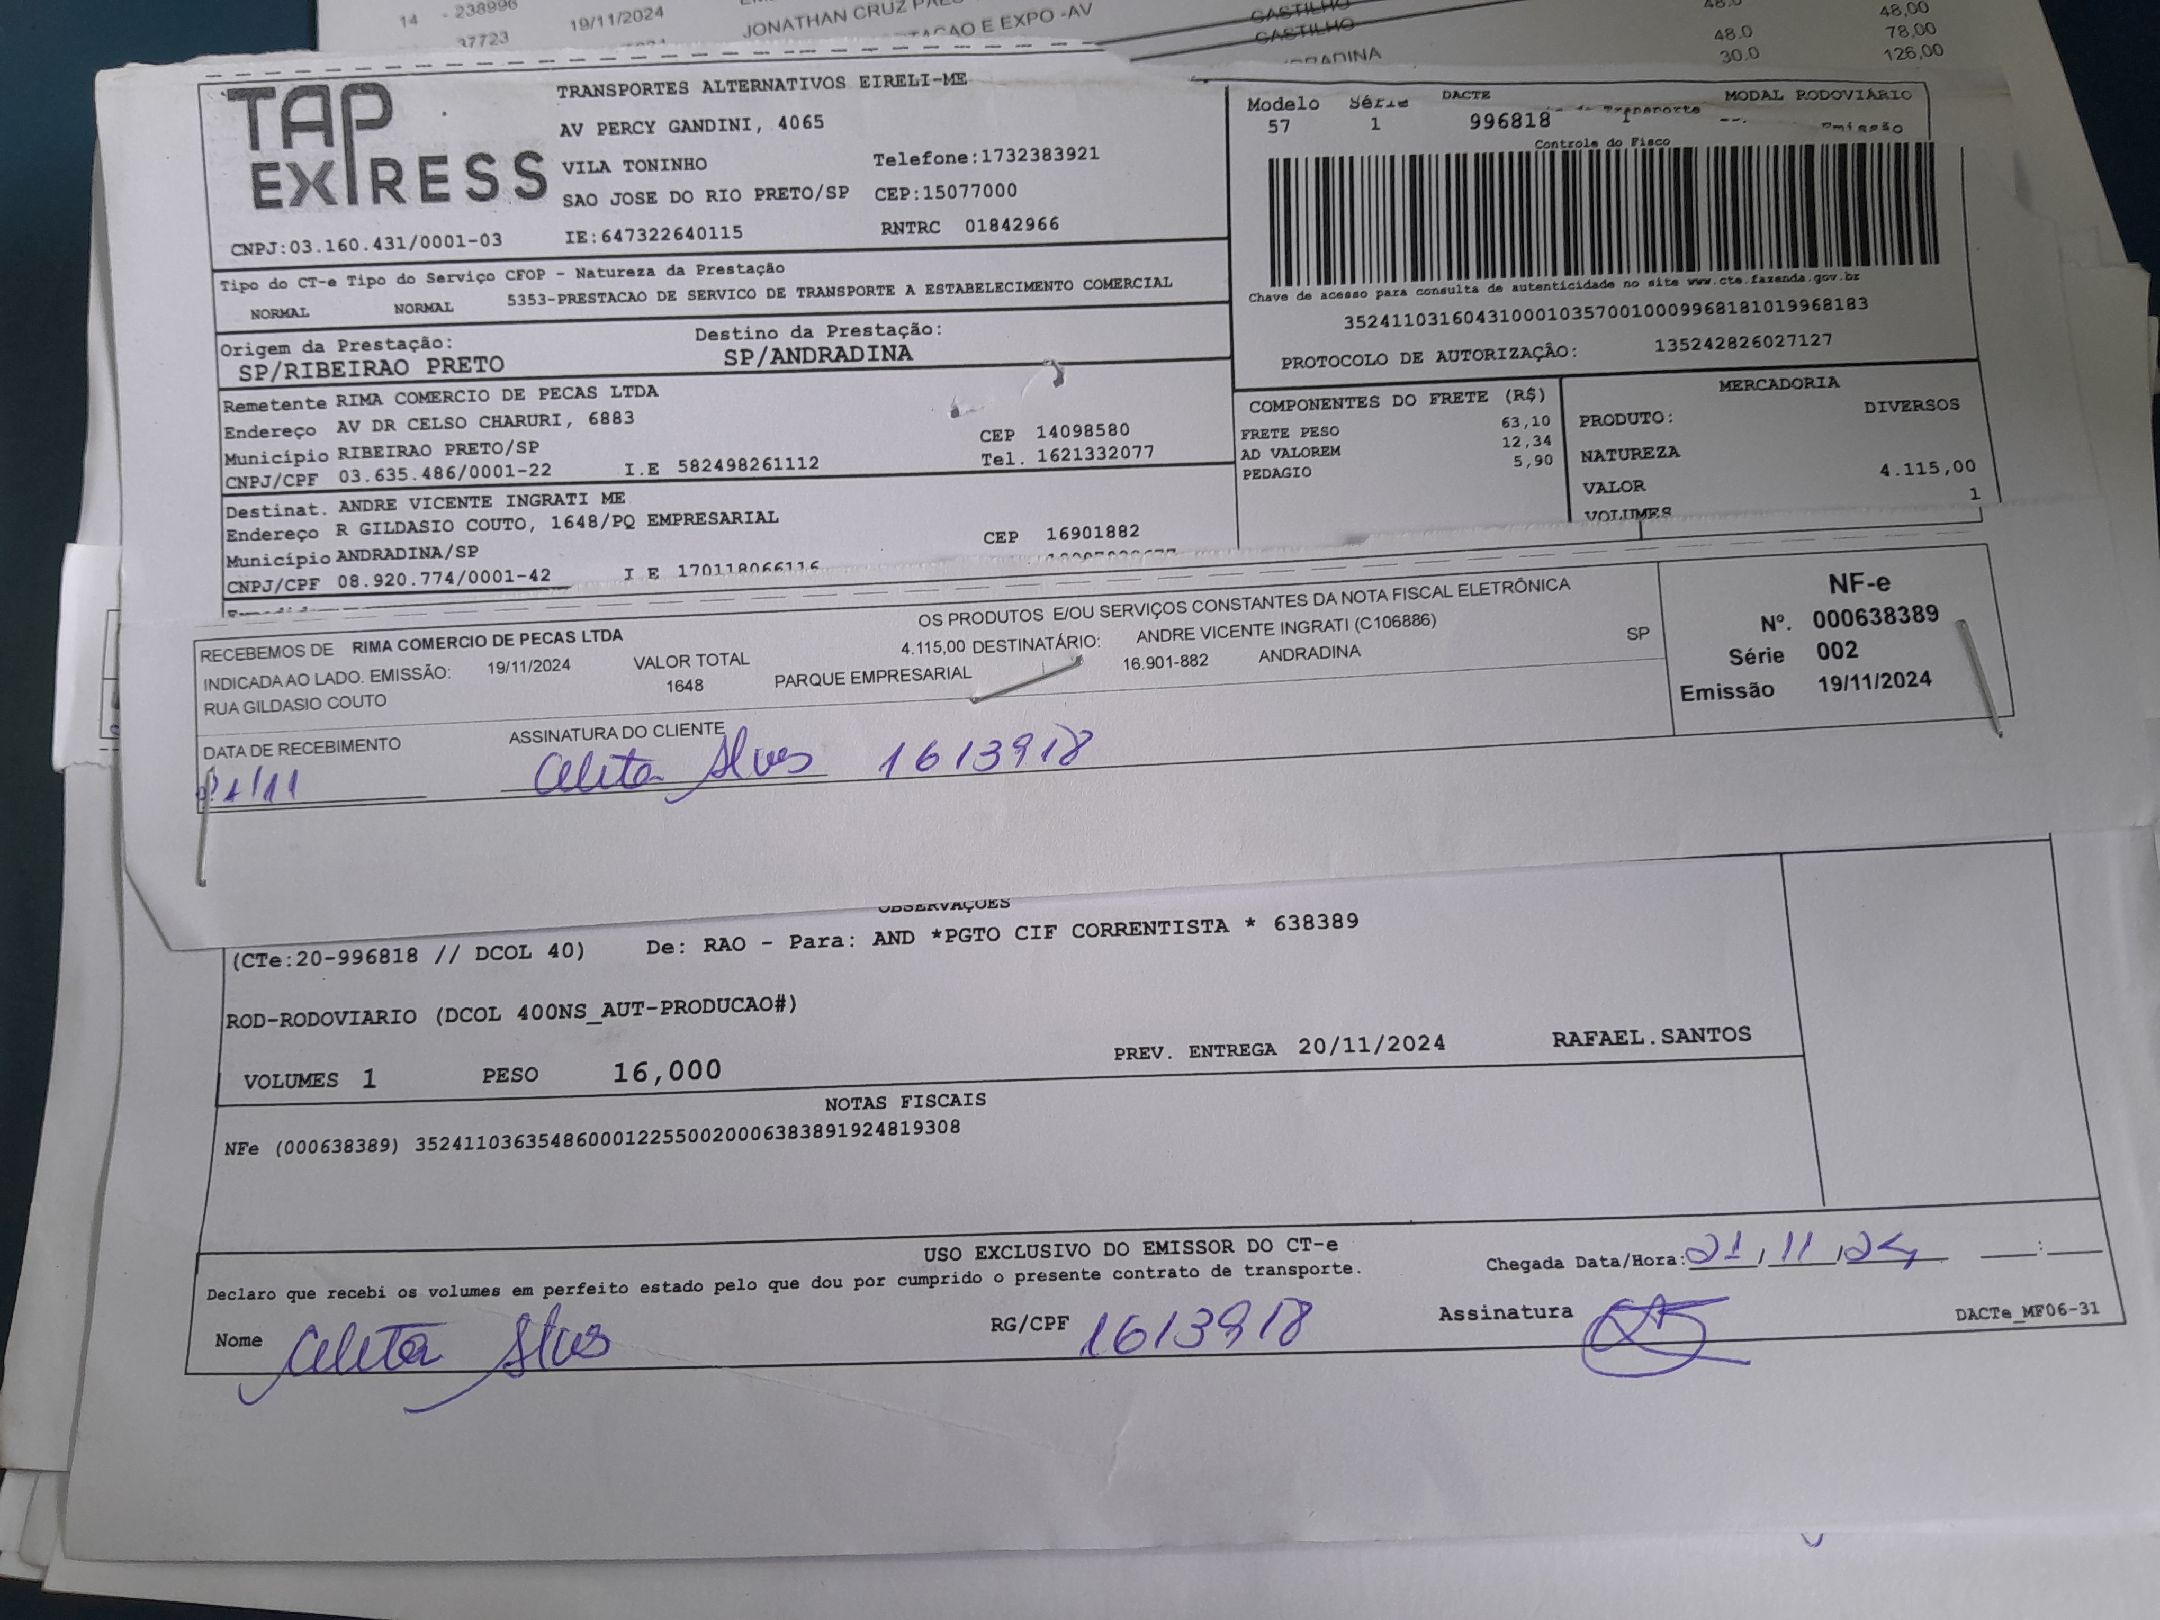 14 - 238996 19/11/2024 JONATHAN CRUZ
37723 TACAO E EXPO -AV CASTILHO 48,00
CASTILHO 48.0 78,00
30.0 126,00
TAP EXPRESS
TRANSPORTES ALTERNATIVOS EIRELI-ME
AV PERCY GANDINI, 4065
VILA TONINHO Telefone:1732383921
SAO JOSE DO RIO PRETO/SP CEP:15077000
CNPJ:03.160.431/0001-03 IE:647322640115 RNTRC 01842966
Modelo Série DACTE MODAL RODOVIÁRIO
57 1 996818
Controle do Fisco
Chave de acesso para consulta de autenticidade no site www.cte.fazenda.gov.br
35241103160431000103570010009968181019968183
PROTOCOLO DE AUTORIZAÇÃO: 135242826027127
Tipo do CT-e Tipo do Serviço CFOP - Natureza da Prestação
NORMAL NORMAL 5353-PRESTACAO DE SERVICO DE TRANSPORTE A ESTABELECIMENTO COMERCIAL
Origem da Prestação: Destino da Prestação:
SP/RIBEIRAO PRETO SP/ANDRADINA
Remetente RIMA COMERCIO DE PECAS LTDA
Endereço AV DR CELSO CHARURI, 6883
Município RIBEIRAO PRETO/SP CEP 14098580
CNPJ/CPF 03.635.486/0001-22 I.E 582498261112 Tel. 1621332077
COMPONENTES DO FRETE (R$)
FRETE PESO 63,10
AD VALOREM 12,34
PEDAGIO 5,90
MERCADORIA
PRODUTO: DIVERSOS
NATUREZA
VALOR 4.115,00
VOLUMES 1
Destinat. ANDRE VICENTE INGRATI ME
Endereço R GILDASIO COUTO, 1648/PQ EMPRESARIAL
Município ANDRADINA/SP CEP 16901882
CNPJ/CPF 08.920.774/0001-42 I E 170118066116
RECEBEMOS DE RIMA COMERCIO DE PECAS LTDA OS PRODUTOS E/OU SERVIÇOS CONSTANTES DA NOTA FISCAL ELETRÔNICA
INDICADA AO LADO. EMISSÃO: 19/11/2024 VALOR TOTAL 4.115,00 DESTINATÁRIO: ANDRE VICENTE INGRATI (C106886)
RUA GILDASIO COUTO 1648 PARQUE EMPRESARIAL 16.901-882 ANDRADINA SP
NF-e
Nº. 000638389
Série 002
Emissão 19/11/2024
DATA DE RECEBIMENTO ASSINATURA DO CLIENTE
21/11 Celita Alves 1613918
OBSERVAÇÕES
(CTe:20-996818 // DCOL 40) De: RAO - Para: AND *PGTO CIF CORRENTISTA * 638389
ROD-RODOVIARIO (DCOL 400NS_AUT-PRODUCAO#)
VOLUMES 1 PESO 16,000 PREV. ENTREGA 20/11/2024 RAFAEL.SANTOS
NOTAS FISCAIS
NFe (000638389) 35241103635486000122550020006383891924819308
USO EXCLUSIVO DO EMISSOR DO CT-e
Declaro que recebi os volumes em perfeito estado pelo que dou por cumprido o presente contrato de transporte. Chegada Data/Hora: 21/11/24 :
Nome Celita Alves RG/CPF 1613918 Assinatura DACTe_MF06-31